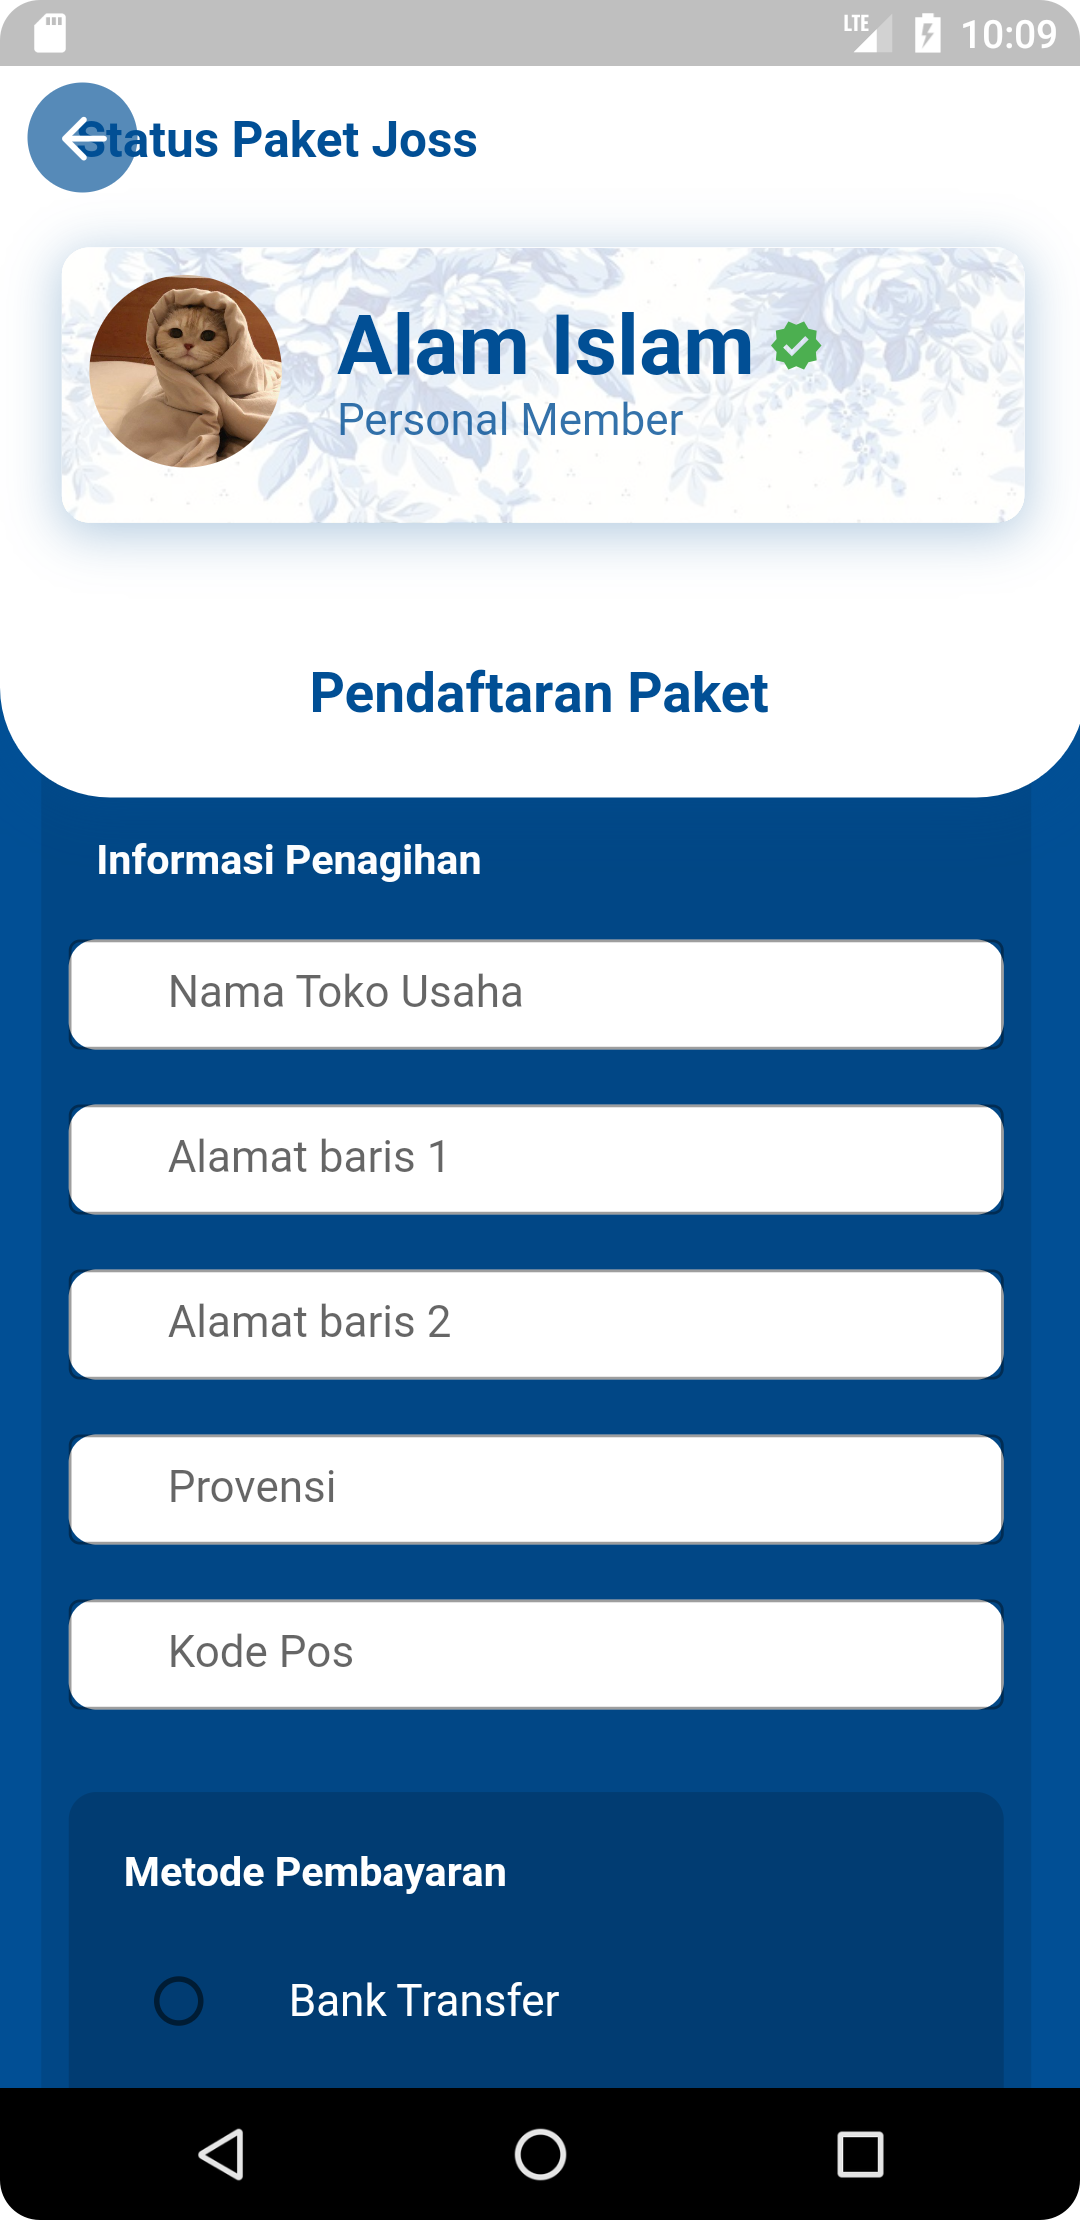 LTE 10:09
Status Paket Joss
Alam Islam
Personal Member
Pendaftaran Paket
Informasi Penagihan
Nama Toko Usaha
Alamat baris 1
Alamat baris 2
Provensi
Kode Pos
Metode Pembayaran
Bank Transfer